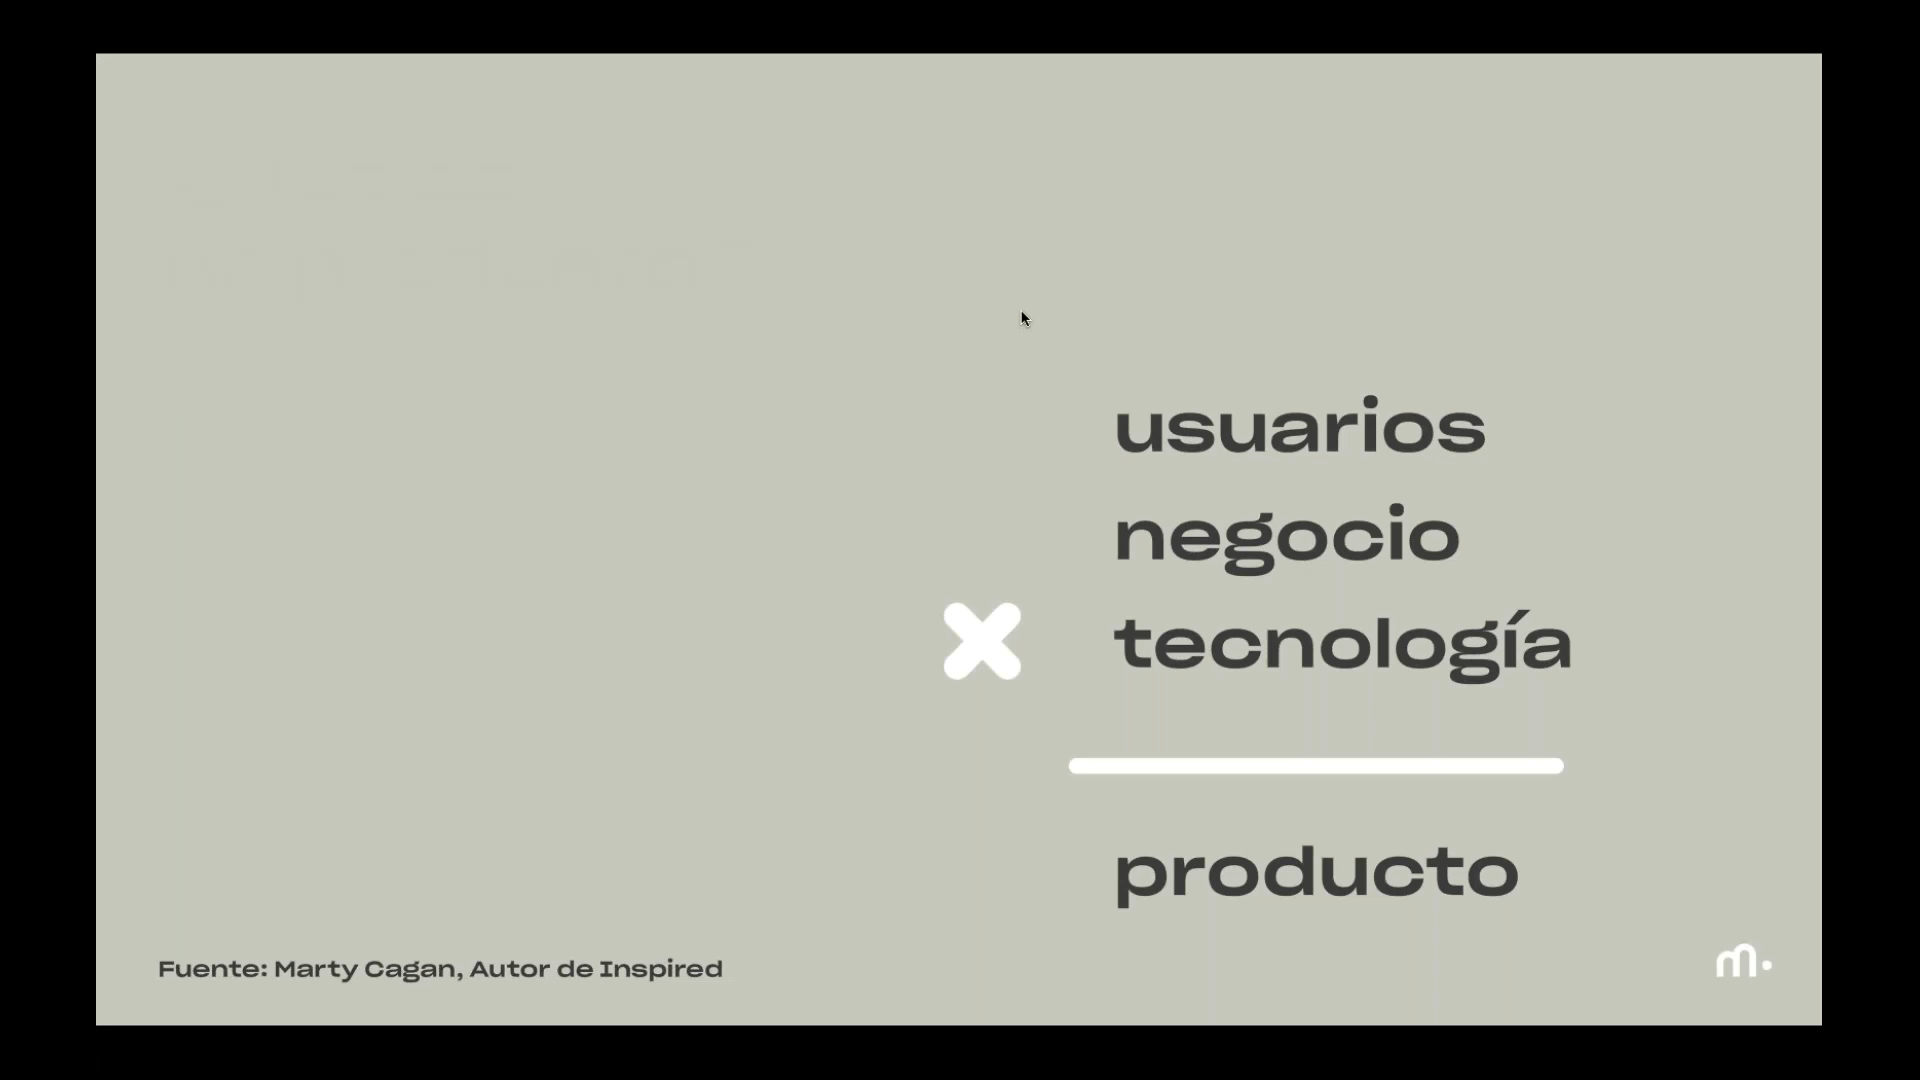 usuarios
negocio
tecnología
producto
Fuente: Marty Cagan, Autor de Inspired
m.